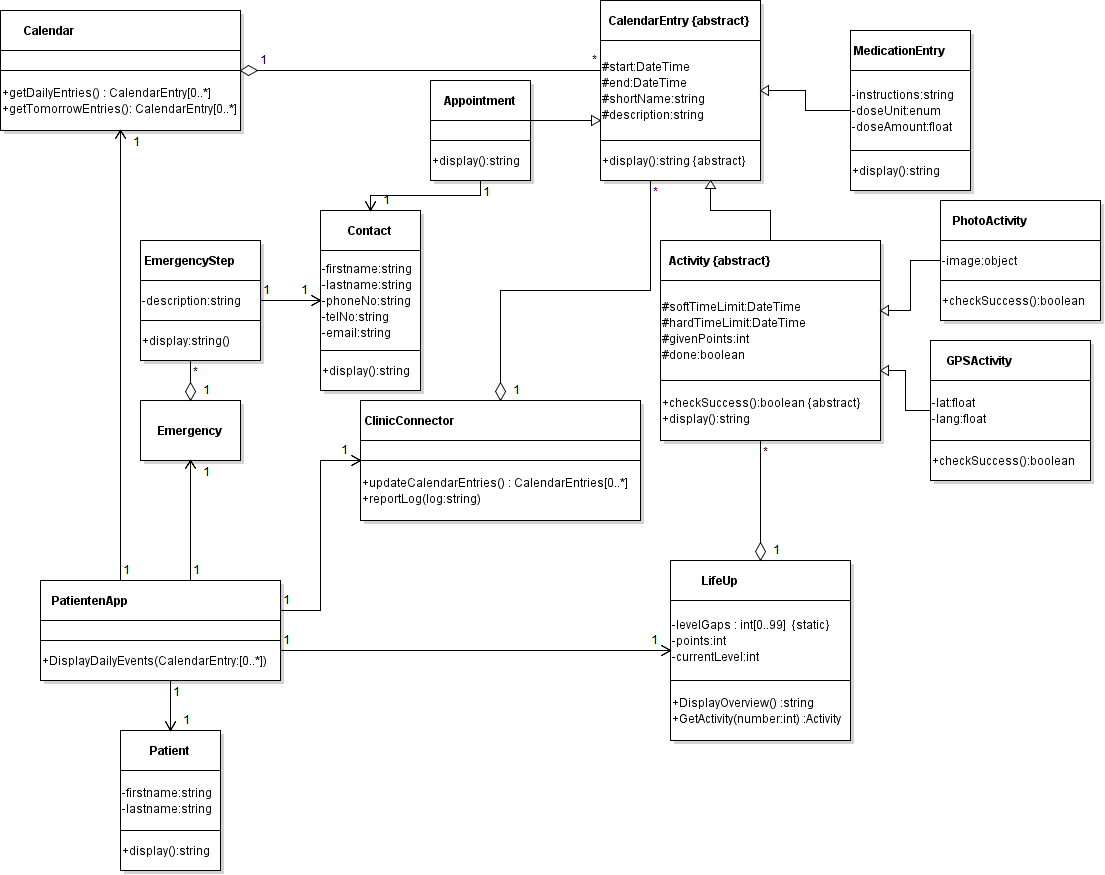 Calendar
+getDailyEntries() : CalendarEntry[0..*]
+getTomorrowEntries(): CalendarEntry[0..*]
1
*
1
CalendarEntry {abstract}
#start:DateTime
#end:DateTime
#shortName:string
#description:string
+display():string {abstract}
*
MedicationEntry
-instructions:string
-doseUnit:enum
-doseAmount:float
+display():string
Appointment
+display():string
1
1
Contact
-firstname:string
-lastname:string
-phoneNo:string
-telNo:string
-email:string
+display():string
EmergencyStep
-description:string
+display:string()
1
1
*
1
Emergency
1
Activity {abstract}
#softTimeLimit:DateTime
#hardTimeLimit:DateTime
#givenPoints:int
#done:boolean
+checkSuccess():boolean {abstract}
+display():string
*
PhotoActivity
-image:object
+checkSuccess():boolean
GPSActivity
-lat:float
-lang:float
+checkSuccess():boolean
1
ClinicConnector
+updateCalendarEntries() : CalendarEntries[0..*]
+reportLog(log:string)
1
1
LifeUp
-levelGaps : int[0..99]  {static}
-points:int
-currentLevel:int
+DisplayOverview() :string
+GetActivity(number:int) :Activity
1
1
1
PatientenApp
+DisplayDailyEvents(CalendarEntry:[0..*])
1
1
1
1
Patient
-firstname:string
-lastname:string
+display():string